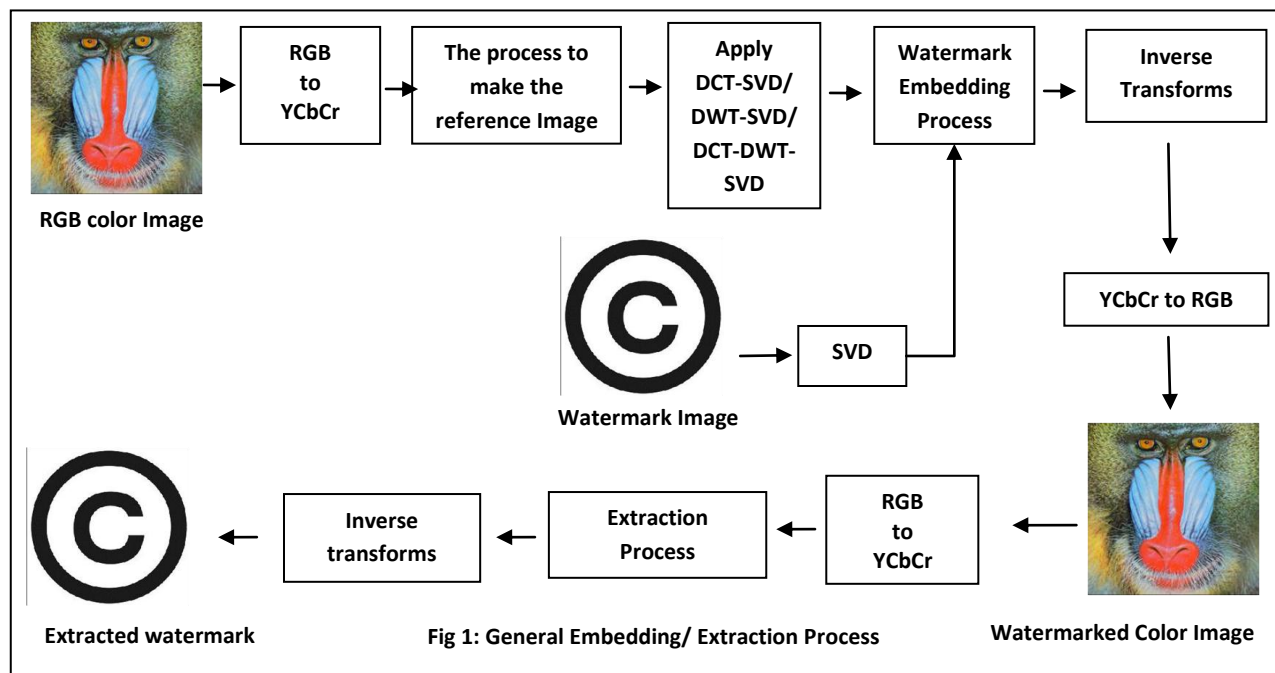 RGB
to
YCbCr
The process to
make the
reference Image
Apply
DCT-SVD/
DWT-SVD/
DCT-DWT-
SVD
Watermark
Embedding
Process
Inverse
Transforms
RGB color Image
YCbCr to RGB
C
SVD
Watermark Image
C
Inverse
transforms
Extraction
Process
RGB
to
YCbCr
Extracted watermark
Fig 1: General Embedding/ Extraction Process
Watermarked Color Image